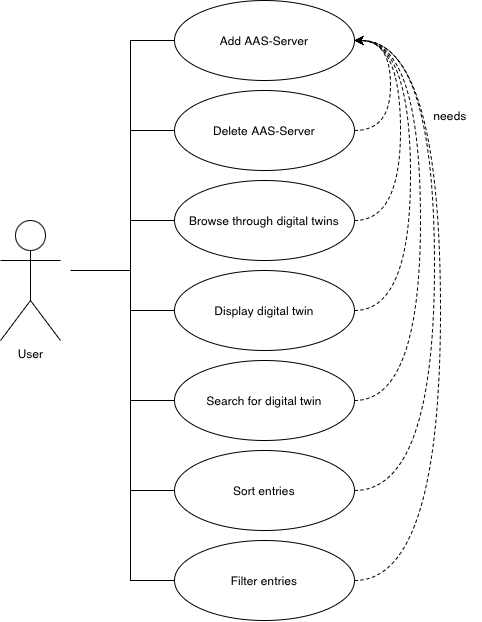 Add AAS-Server
needs
Delete AAS-Server
Browse through digital twins
Display digital twin
User
Search for digital twin
Sort entries
Filter entries